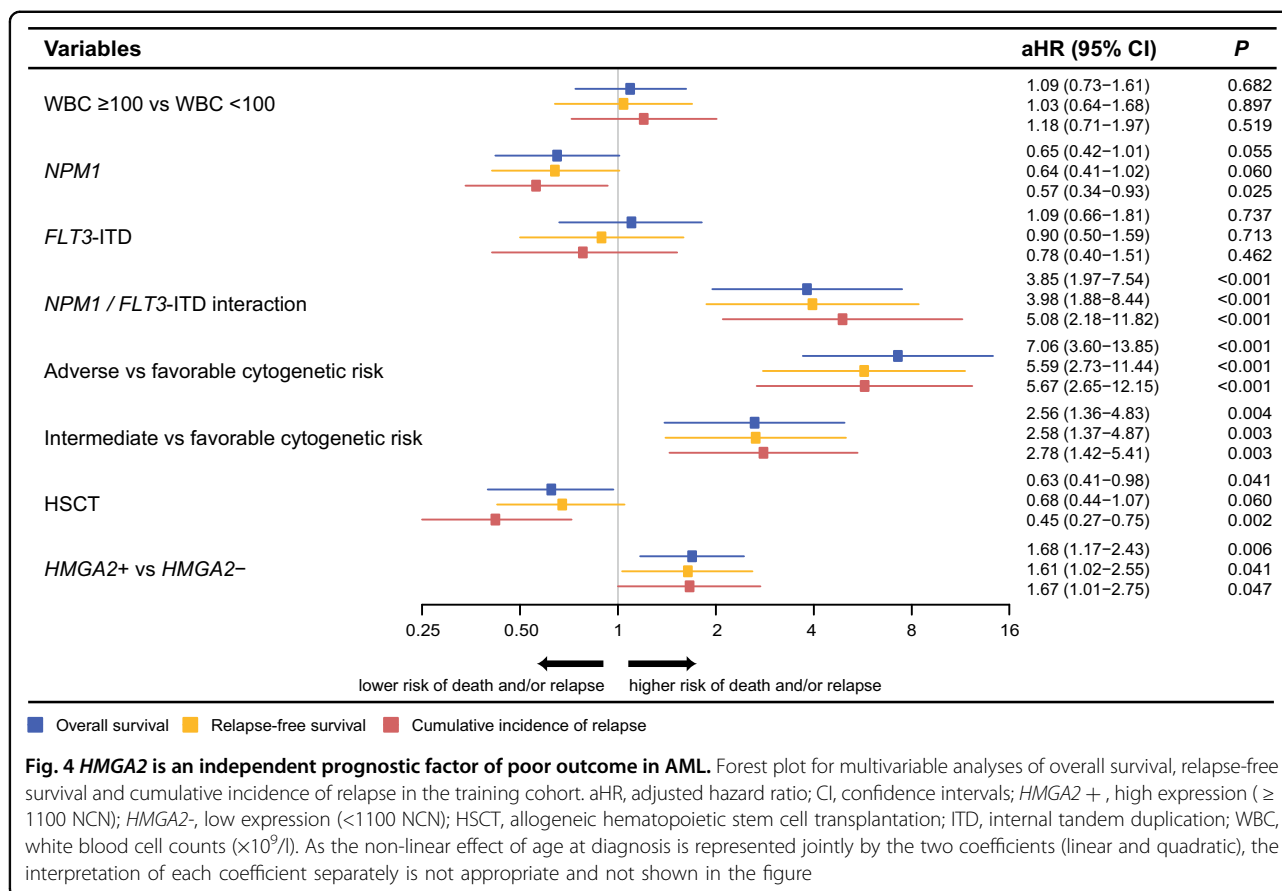 Variables aHR (95% CI) P
WBC ≥100 vs WBC <100
1.09 (0.73−1.61) 0.682
1.03 (0.64−1.68) 0.897
1.18 (0.71−1.97) 0.519
NPM1
0.65 (0.42−1.01) 0.055
0.64 (0.41−1.02) 0.060
0.57 (0.34−0.93) 0.025
FLT3-ITD
1.09 (0.66−1.81) 0.737
0.90 (0.50−1.59) 0.713
0.78 (0.40−1.51) 0.462
NPM1 / FLT3-ITD interaction
3.85 (1.97−7.54) <0.001
3.98 (1.88−8.44) <0.001
5.08 (2.18−11.82) <0.001
Adverse vs favorable cytogenetic risk
7.06 (3.60−13.85) <0.001
5.59 (2.73−11.44) <0.001
5.67 (2.65−12.15) <0.001
Intermediate vs favorable cytogenetic risk
2.56 (1.36−4.83) 0.004
2.58 (1.37−4.87) 0.003
2.78 (1.42−5.41) 0.003
HSCT
0.63 (0.41−0.98) 0.041
0.68 (0.44−1.07) 0.060
0.45 (0.27−0.75) 0.002
HMGA2+ vs HMGA2−
1.68 (1.17−2.43) 0.006
1.61 (1.02−2.55) 0.041
1.67 (1.01−2.75) 0.047
0.25 0.50 1 2 4 8 16
lower risk of death and/or relapse higher risk of death and/or relapse
Overall survival Relapse-free survival Cumulative incidence of relapse
Fig. 4 HMGA2 is an independent prognostic factor of poor outcome in AML. Forest plot for multivariable analyses of overall survival, relapse-free
survival and cumulative incidence of relapse in the training cohort. aHR, adjusted hazard ratio; CI, confidence intervals; HMGA2 + , high expression ( ≥
1100 NCN); HMGA2-, low expression (<1100 NCN); HSCT, allogeneic hematopoietic stem cell transplantation; ITD, internal tandem duplication; WBC,
white blood cell counts (×10⁹/l). As the non-linear effect of age at diagnosis is represented jointly by the two coefficients (linear and quadratic), the
interpretation of each coefficient separately is not appropriate and not shown in the figure